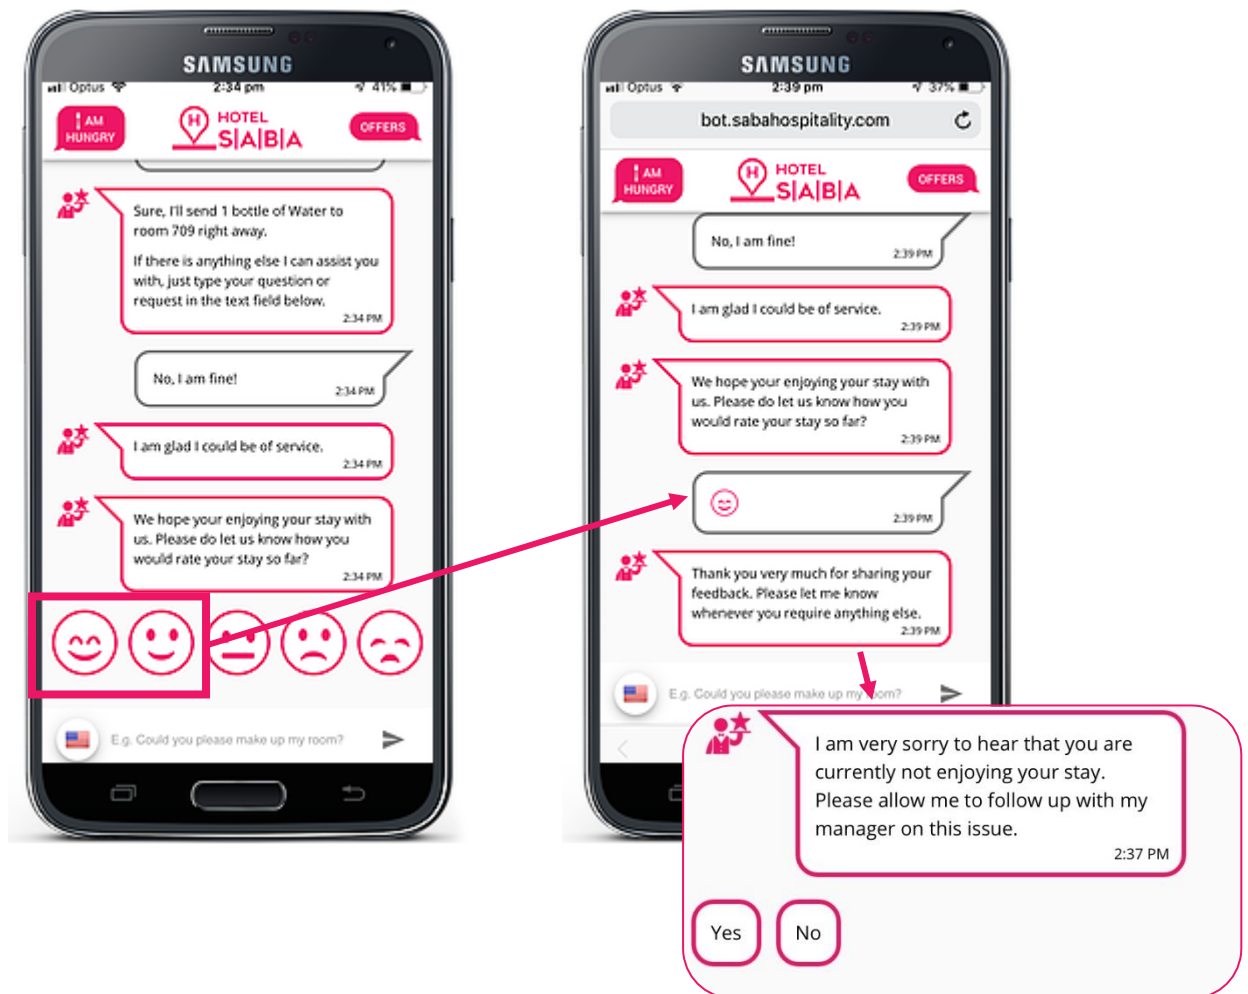 SAMSUNG
Optus
2:34 pm
41%
I AM
HUNGRY
H
HOTEL
S|A|B|A
OFFERS
Sure, I'll send 1 bottle of Water to
room 709 right away.
If there is anything else I can assist you
with, just type your question or
request in the text field below.
2:34 PM
No, I am fine!
2:34 PM
I am glad I could be of service.
2:34 PM
We hope your enjoying your stay with
us. Please do let us know how you
would rate your stay so far?
2:34 PM
E.g. Could you please make up my room?
SAMSUNG
Optus
2:39 pm
37%
bot.sabahospitality.com
I AM
HUNGRY
H
HOTEL
S|A|B|A
OFFERS
No, I am fine!
2:39 PM
I am glad I could be of service.
2:39 PM
We hope your enjoying your stay with
us. Please do let us know how you
would rate your stay so far?
2:39 PM
2:39 PM
Thank you very much for sharing your
feedback. Please let me know
whenever you require anything else.
2:39 PM
E.g. Could you please make up my room?
I am very sorry to hear that you are
currently not enjoying your stay.
Please allow me to follow up with my
manager on this issue.
2:37 PM
Yes
No